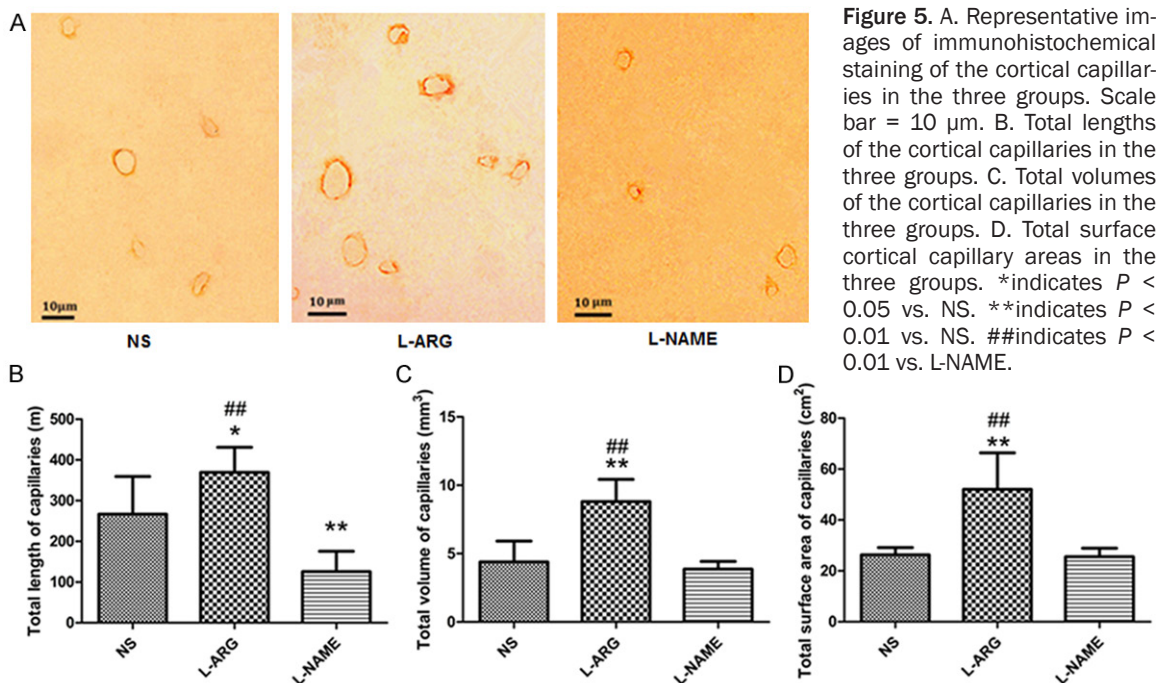 A
10µm
10 µm
10 µm
NS
L-ARG
L-NAME
Figure 5. A. Representative im-
ages of immunohistochemical
staining of the cortical capillar-
ies in the three groups. Scale
bar = 10 µm. B. Total lengths
of the cortical capillaries in the
three groups. C. Total volumes
of the cortical capillaries in the
three groups. D. Total surface
cortical capillary areas in the
three groups. *indicates P <
0.05 vs. NS. **indicates P <
0.01 vs. NS. ##indicates P <
0.01 vs. L-NAME.
B
Total length of capillaries (m)
500
400
300
200
100
0
##
*
**
NS
L-ARG
L-NAME
C
Total volume of capillaries (mm³)
15
10
5
0
##
**
NS
L-ARG
L-NAME
D
Total surface area of capillaries (cm²)
80
60
40
20
0
##
**
NS
L-ARG
L-NAME